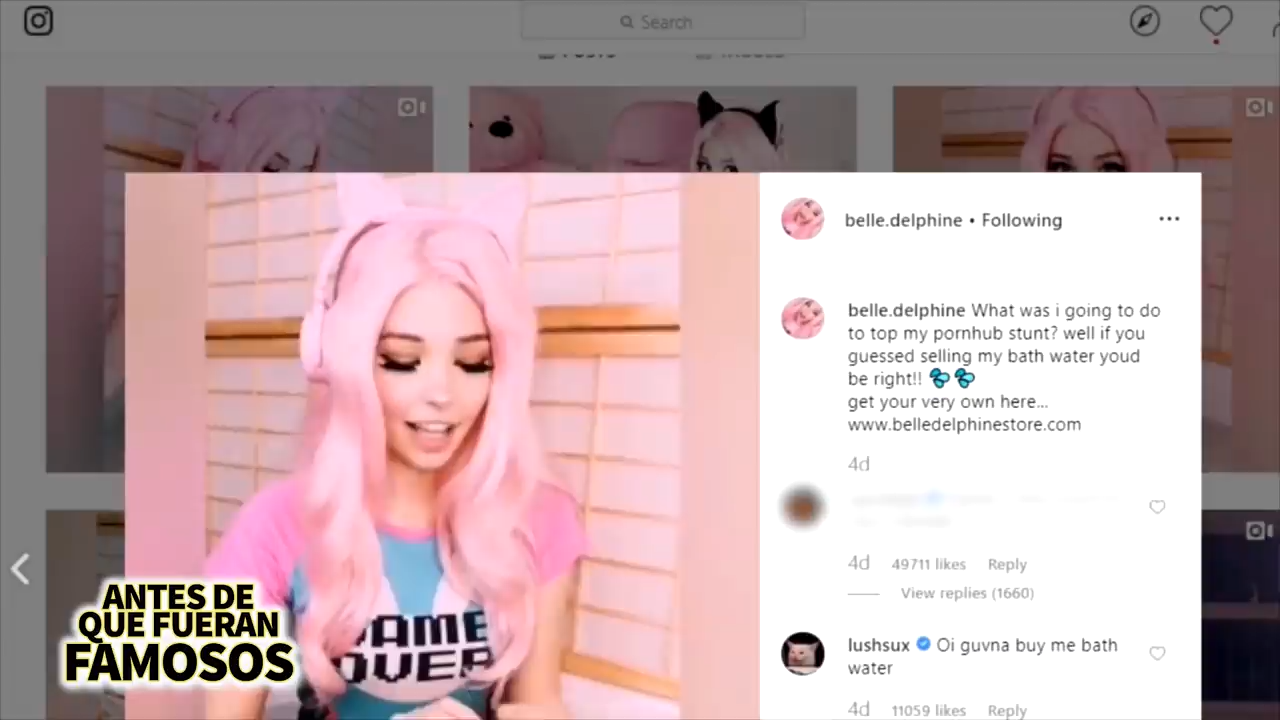 Search
belle.delphine • Following
belle.delphine What was i going to do
to top my pornhub stunt? well if you
guessed selling my bath water youd
be right!!
get your very own here...
www.belledelphinestore.com
4d
4d 49711 likes Reply
View replies (1660)
lushsux Oi guvna buy me bath
water
4d 11059 likes Reply
GAME
OVER
ANTES DE
QUE FUERAN
FAMOSOS